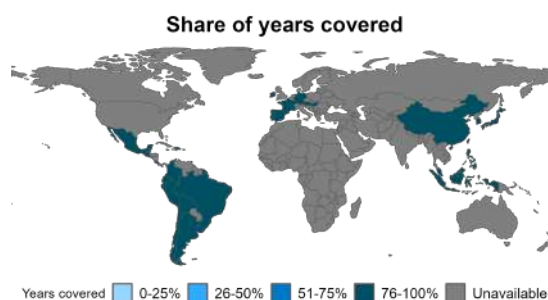 Share of years covered
Years covered 0-25% 26-50% 51-75% 76-100% Unavailable